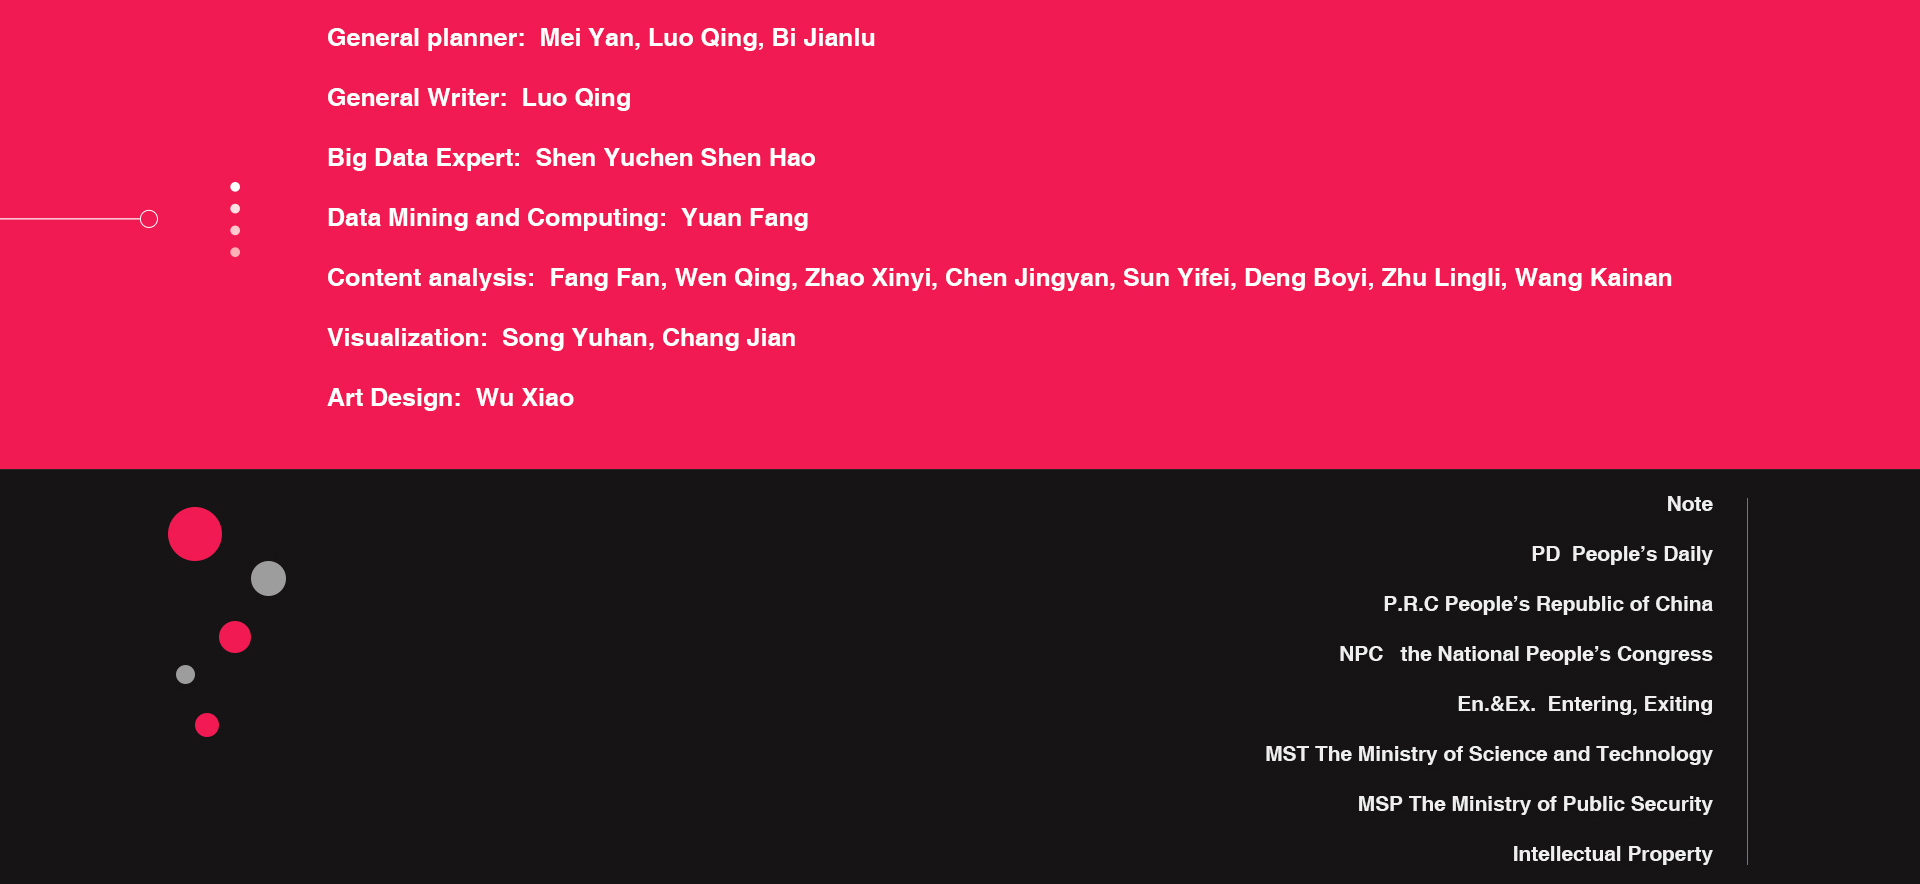 General planner: Mei Yan, Luo Qing, Bi Jianlu
General Writer: Luo Qing
Big Data Expert: Shen Yuchen Shen Hao
Data Mining and Computing: Yuan Fang
Content analysis: Fang Fan, Wen Qing, Zhao Xinyi, Chen Jingyan, Sun Yifei, Deng Boyi, Zhu Lingli, Wang Kainan
Visualization: Song Yuhan, Chang Jian
Art Design: Wu Xiao
Note
PD People’s Daily
P.R.C People’s Republic of China
NPC the National People’s Congress
En.&Ex. Entering, Exiting
MST The Ministry of Science and Technology
MSP The Ministry of Public Security
Intellectual Property